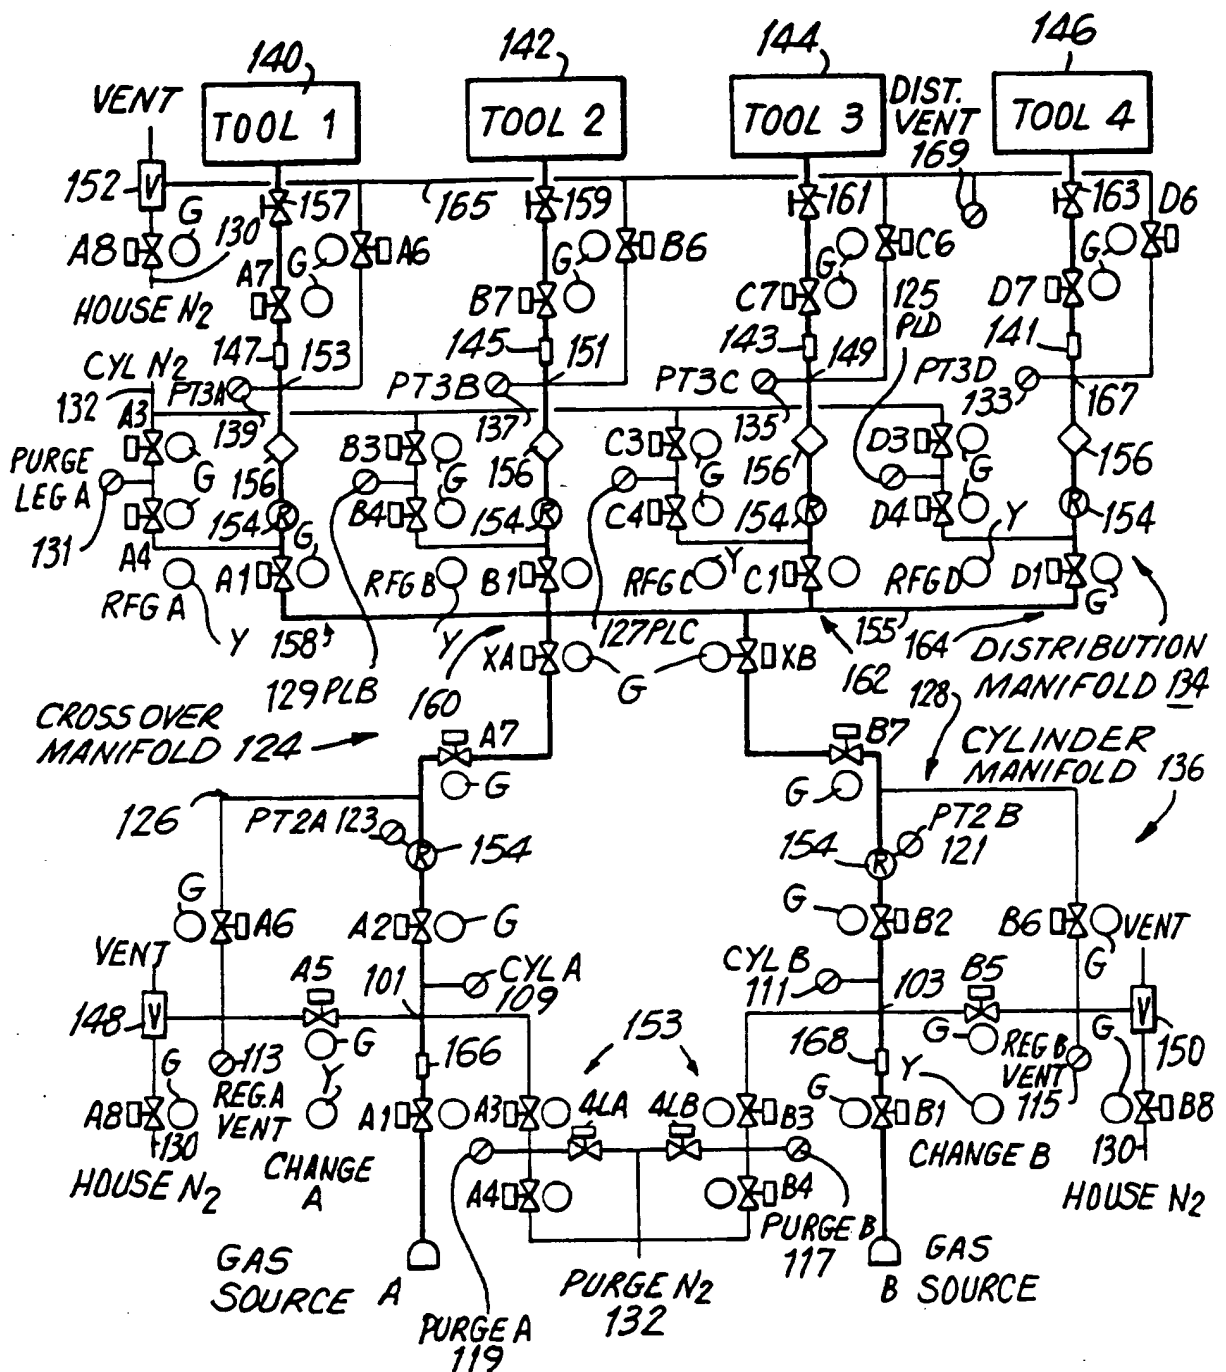 140
142
144
146
VENT
TOOL 1
TOOL 2
TOOL 3
DIST.
VENT
169
TOOL 4
152
V
157
165
159
161
163
D6
A8
G
130
A7
G
A6
G
B6
G
C6
G
HOUSE N2
B7
C7
125
PLD
D7
147
153
145
151
143
149
141
CYL N2
132
PT3A
PT3B
PT3C
PT3D
133
A3
139
137
135
167
G
B3
G
C3
G
D3
G
PURGE
LEG A
G
156
156
156
156
131
A4
154
R
G
B4
154
R
C4
154
R
D4
Y
R
154
RFG A
A1
RFG B
B1
RFG C
Y
C1
RFG D
D1
G
Y
158
Y
127 PLC
155
164
DISTRIBUTION
MANIFOLD 134
129 PLB
XA
G
XB
160
162
128
CROSSOVER
MANIFOLD 124
A7
B7
CYLINDER
MANIFOLD 136
G
G
126
PT2A 123
PT2B
121
R
154
154
R
G
A6
A2
G
G
B2
B6
VENT
G
VENT
A5
CYL A
109
CYL B
111
B5
101
103
148
V
G
153
G
V
150
G
113
REG. A
VENT
Y
166
168
Y
REG B
VENT
115
G
A8
130
A1
A3
4LA
4LB
B3
G
B1
B8
130
HOUSE N2
CHANGE
A
CHANGE B
HOUSE N2
A4
B4
PURGE B
117
GAS
SOURCE A
PURGE N2
132
GAS
B SOURCE
PURGE A
119